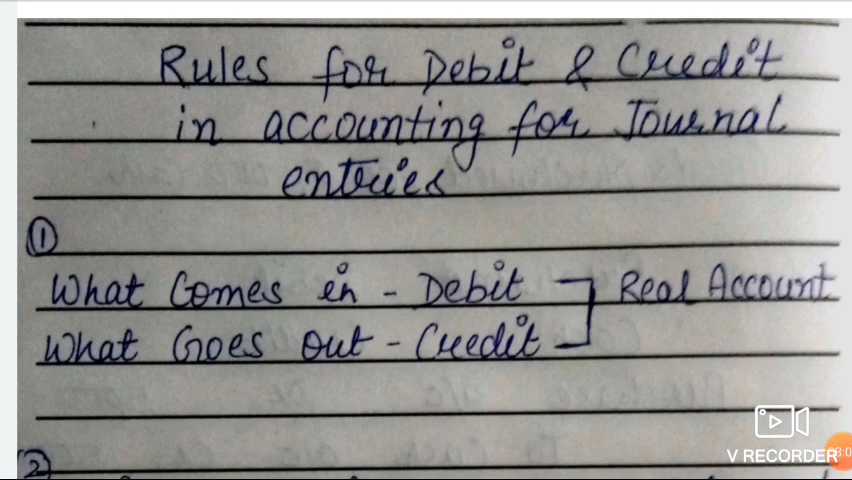 Rules for Debit & Credit
in accounting for Journal
entries
①
What Comes in - Debit
What Goes out - Credit
Real Account
V RECORDER
②